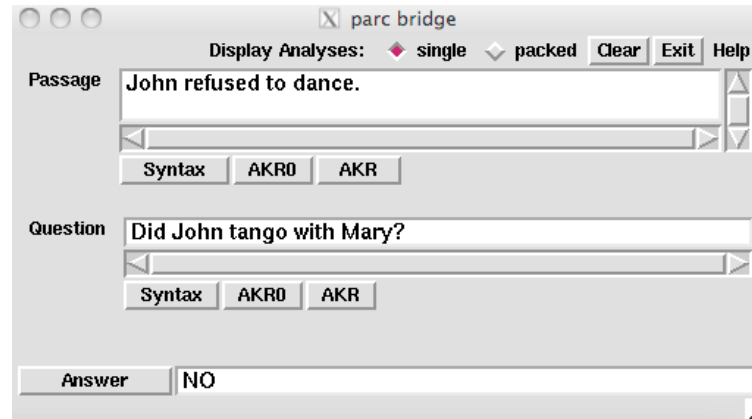 parc bridge
Display Analyses: single packed Clear Exit Help
Passage John refused to dance.
Syntax AKR0 AKR
Question Did John tango with Mary?
Syntax AKR0 AKR
Answer NO